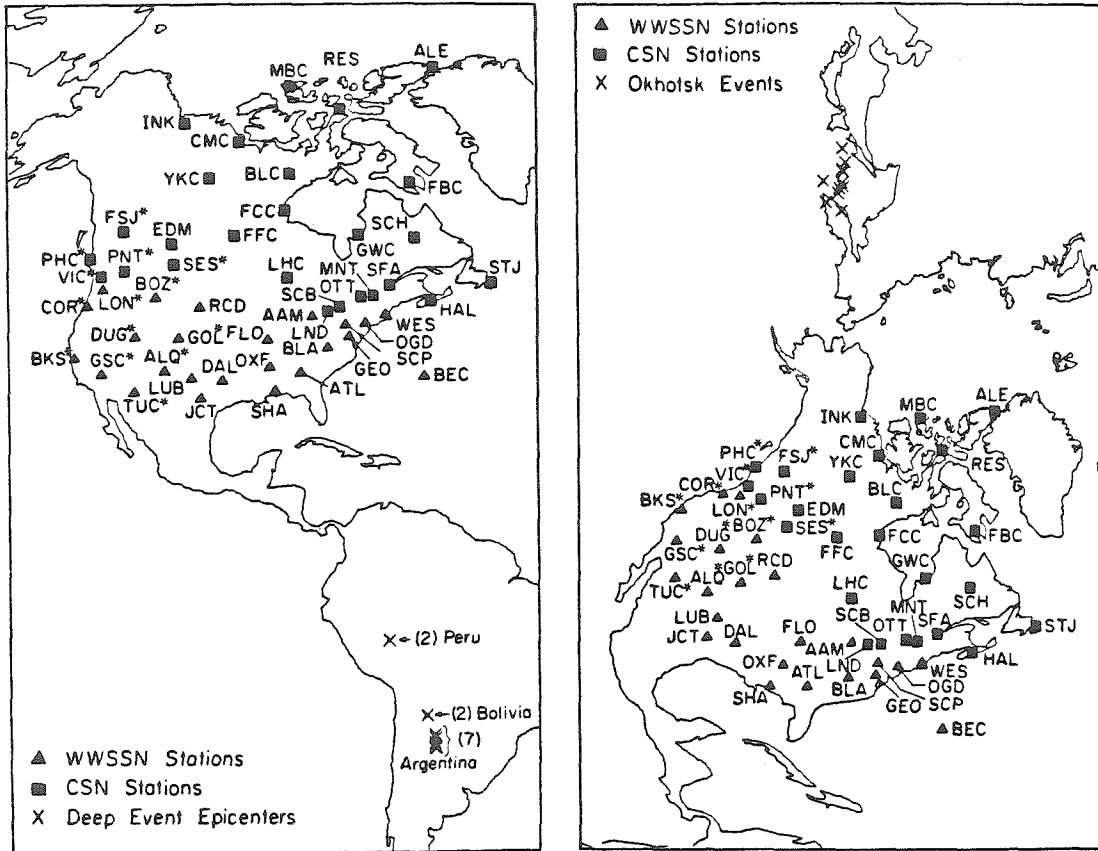 ALE
RES
MBC
INK
CMC
YKC
BLC
FBC
FCC
FSJ*
EDM
FFC
SCH
GWC
PHC*
PNT*
SES*
VIC*
BOZ*
LHC
MNT
SFA
STJ
OTT
COR*
LON*
RCD
SCB
HAL
AAM
WES
DUG*
GOL*
FLO
LND
OGD
BKS*
GSC*
ALQ*
OXF
BLA
SCP
DAL
GEO
BEC
LUB
ATL
TUC*
JCT
SHA
(2) Peru
(2) Bolivia
(7)
Argentina
WWSSN Stations
CSN Stations
X Deep Event Epicenters
WWSSN Stations
CSN Stations
X Okhotsk Events
ALE
INK
MBC
CMC
RES
PHC*
FSJ*
YKC
VIC*
BLC
COR*
BKS*
PNT*
LON*
EDM
BOZ*
DUG*
SES*
FCC
FBC
FFC
GSC*
GWC
*GOL*
RCD
ALQ
TUC*
LHC
SCH
MNT
SCB
LUB
OTT
SFA
STJ
JCT
DAL
FLO
AAM
HAL
OXF
LND
WES
ATL
OGD
SHA
BLA
SCP
GEO
BEC